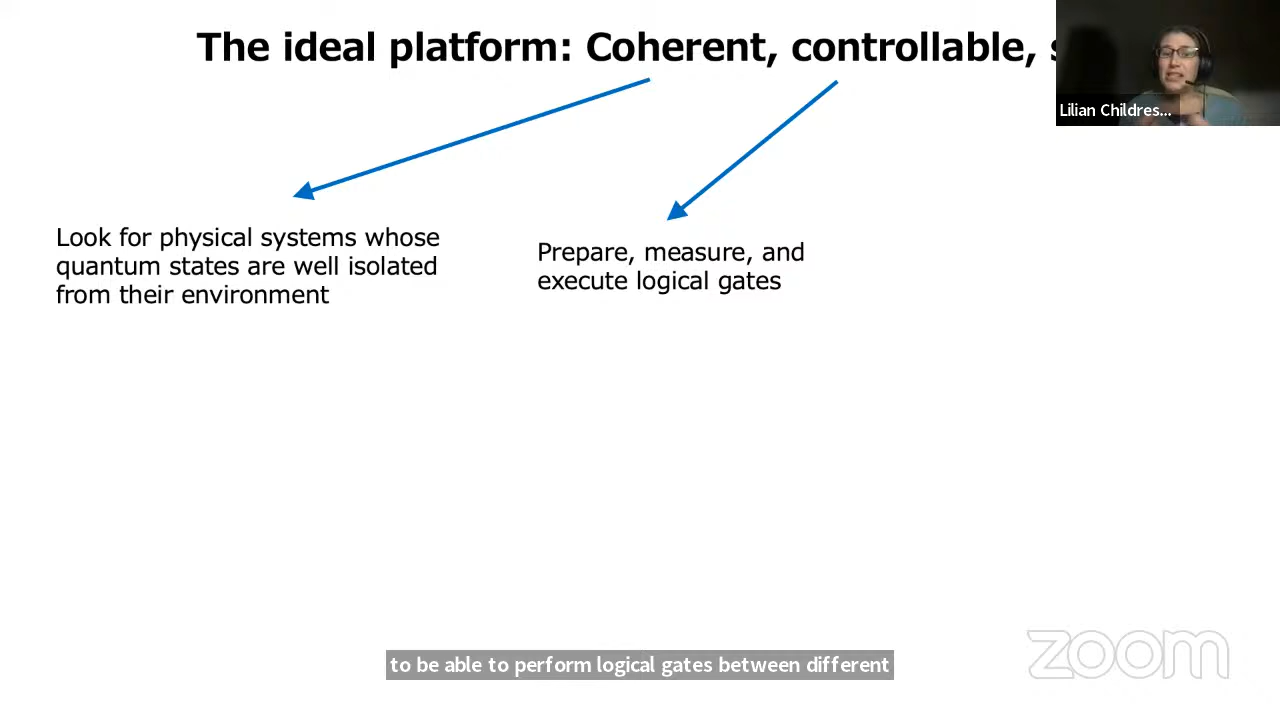 The ideal platform: Coherent, controllable,
Lilian Childres...
Look for physical systems whose
quantum states are well isolated
from their environment
Prepare, measure, and
execute logical gates
to be able to perform logical gates between different
zoom